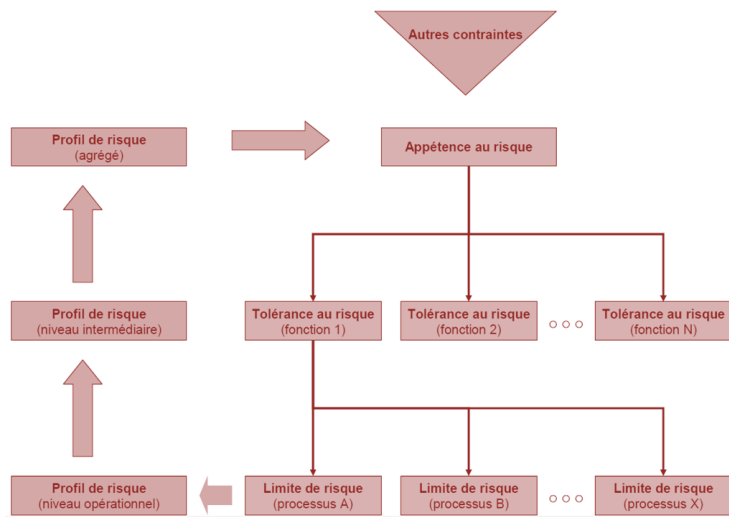 Autres contraintes
Profil de risque
(agrégé)
Appétence au risque
Profil de risque
(niveau intermédiaire)
Tolérance au risque
(fonction 1)
Tolérance au risque
(fonction 2)
Tolérance au risque
(fonction N)
Profil de risque
(niveau opérationnel)
Limite de risque
(processus A)
Limite de risque
(processus B)
Limite de risque
(processus X)